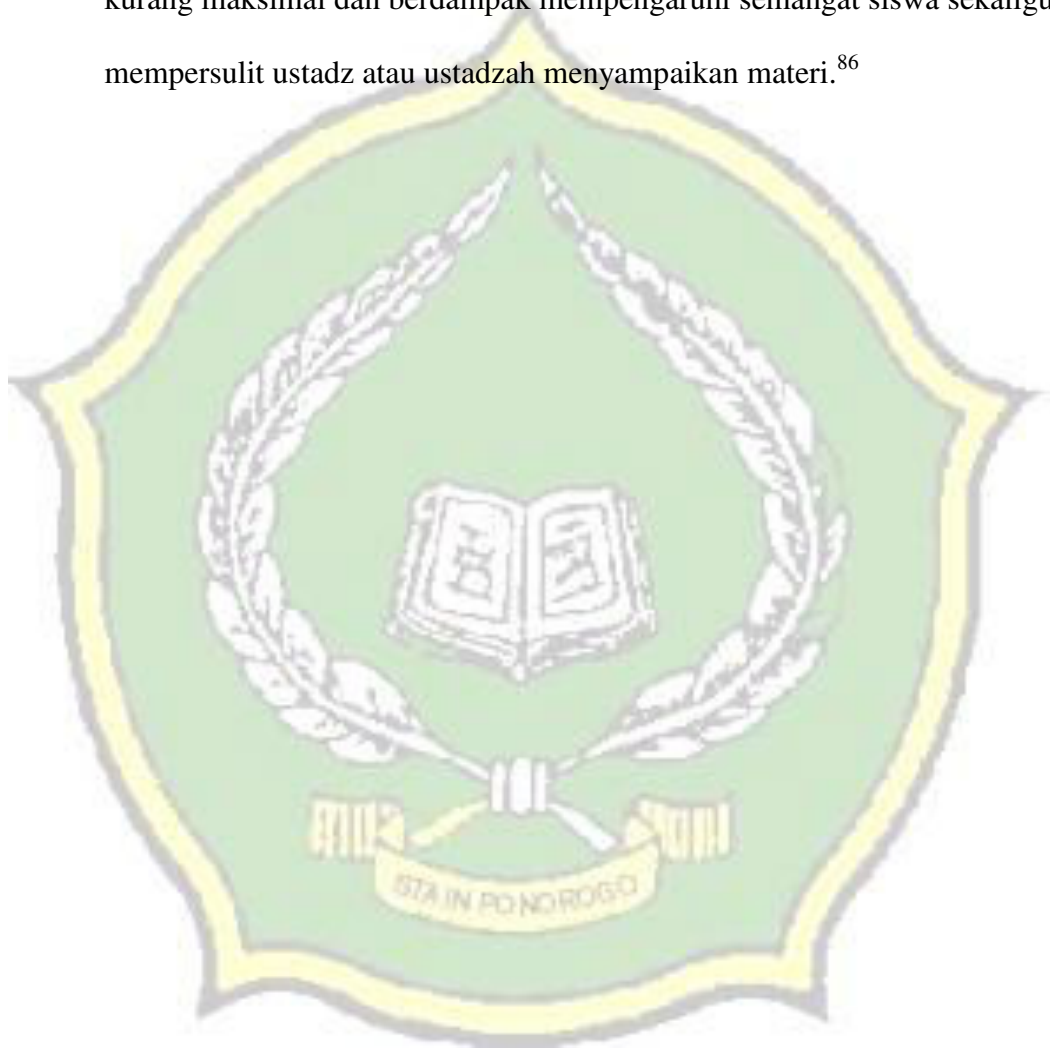 kurang maksimal dan berdampak mempengaruhi semangat siswa
mempersulit ustadz atau ustadzah menyampaikan materi.86
STAIN PONOROGO